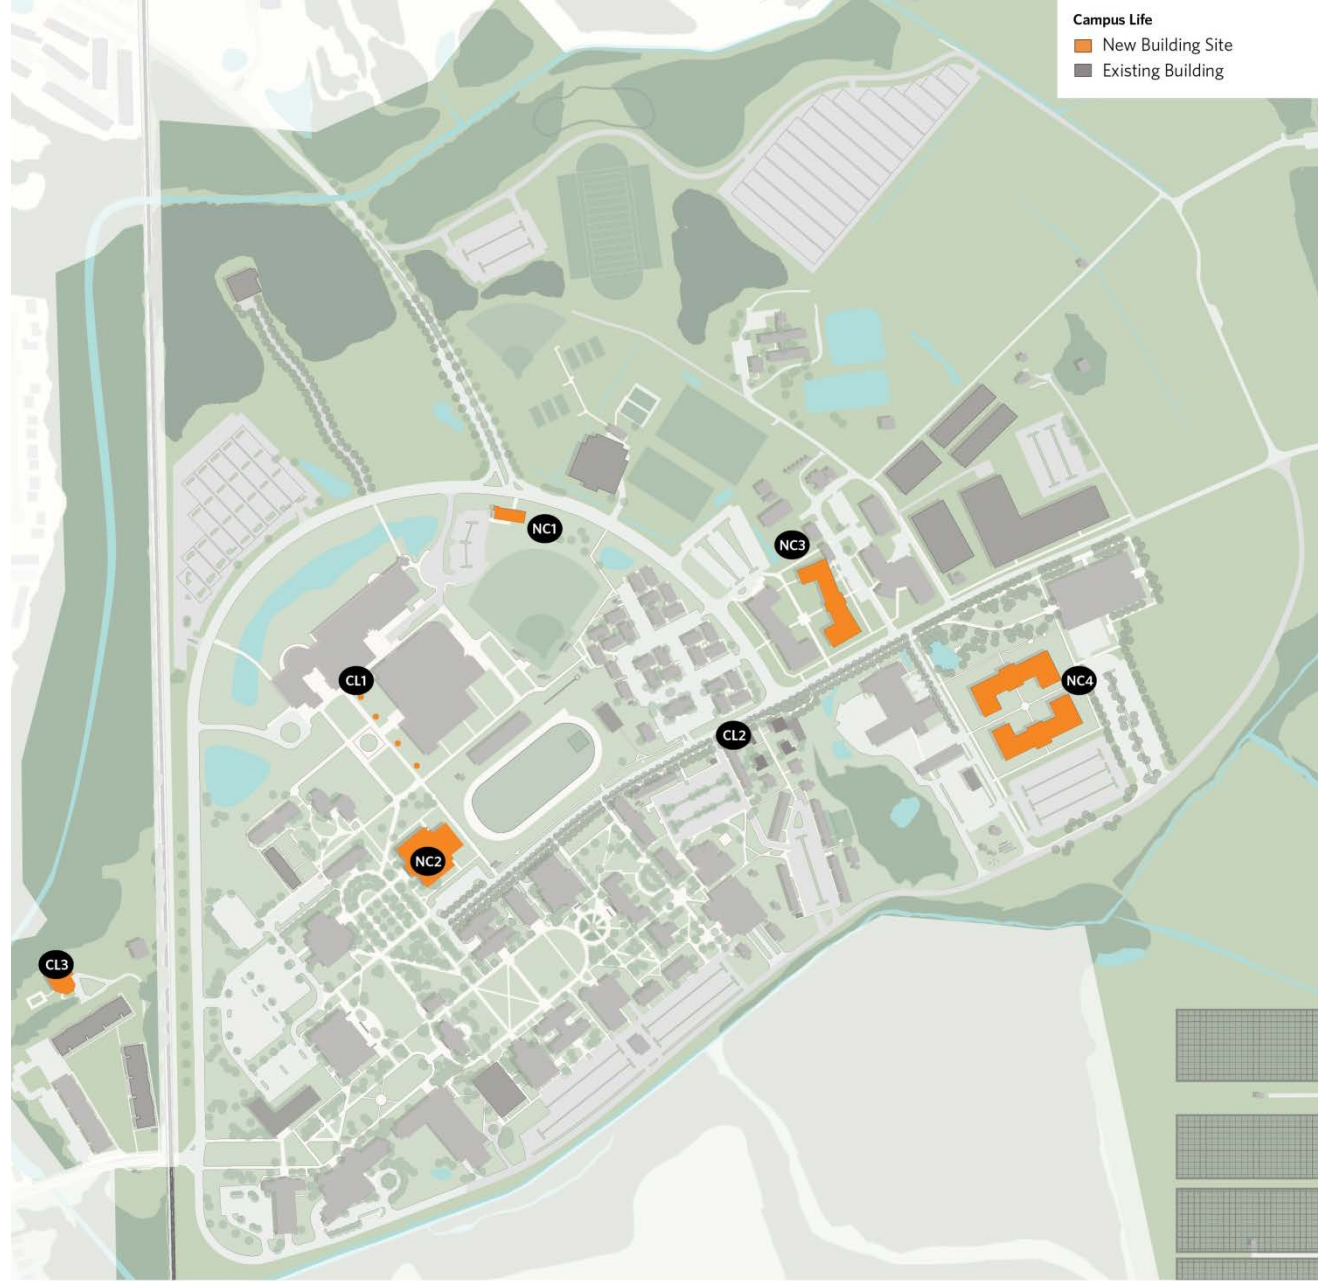 Campus Life
New Building Site
Existing Building
NC1
NC3
CL1
NC4
CL2
NC2
CL3